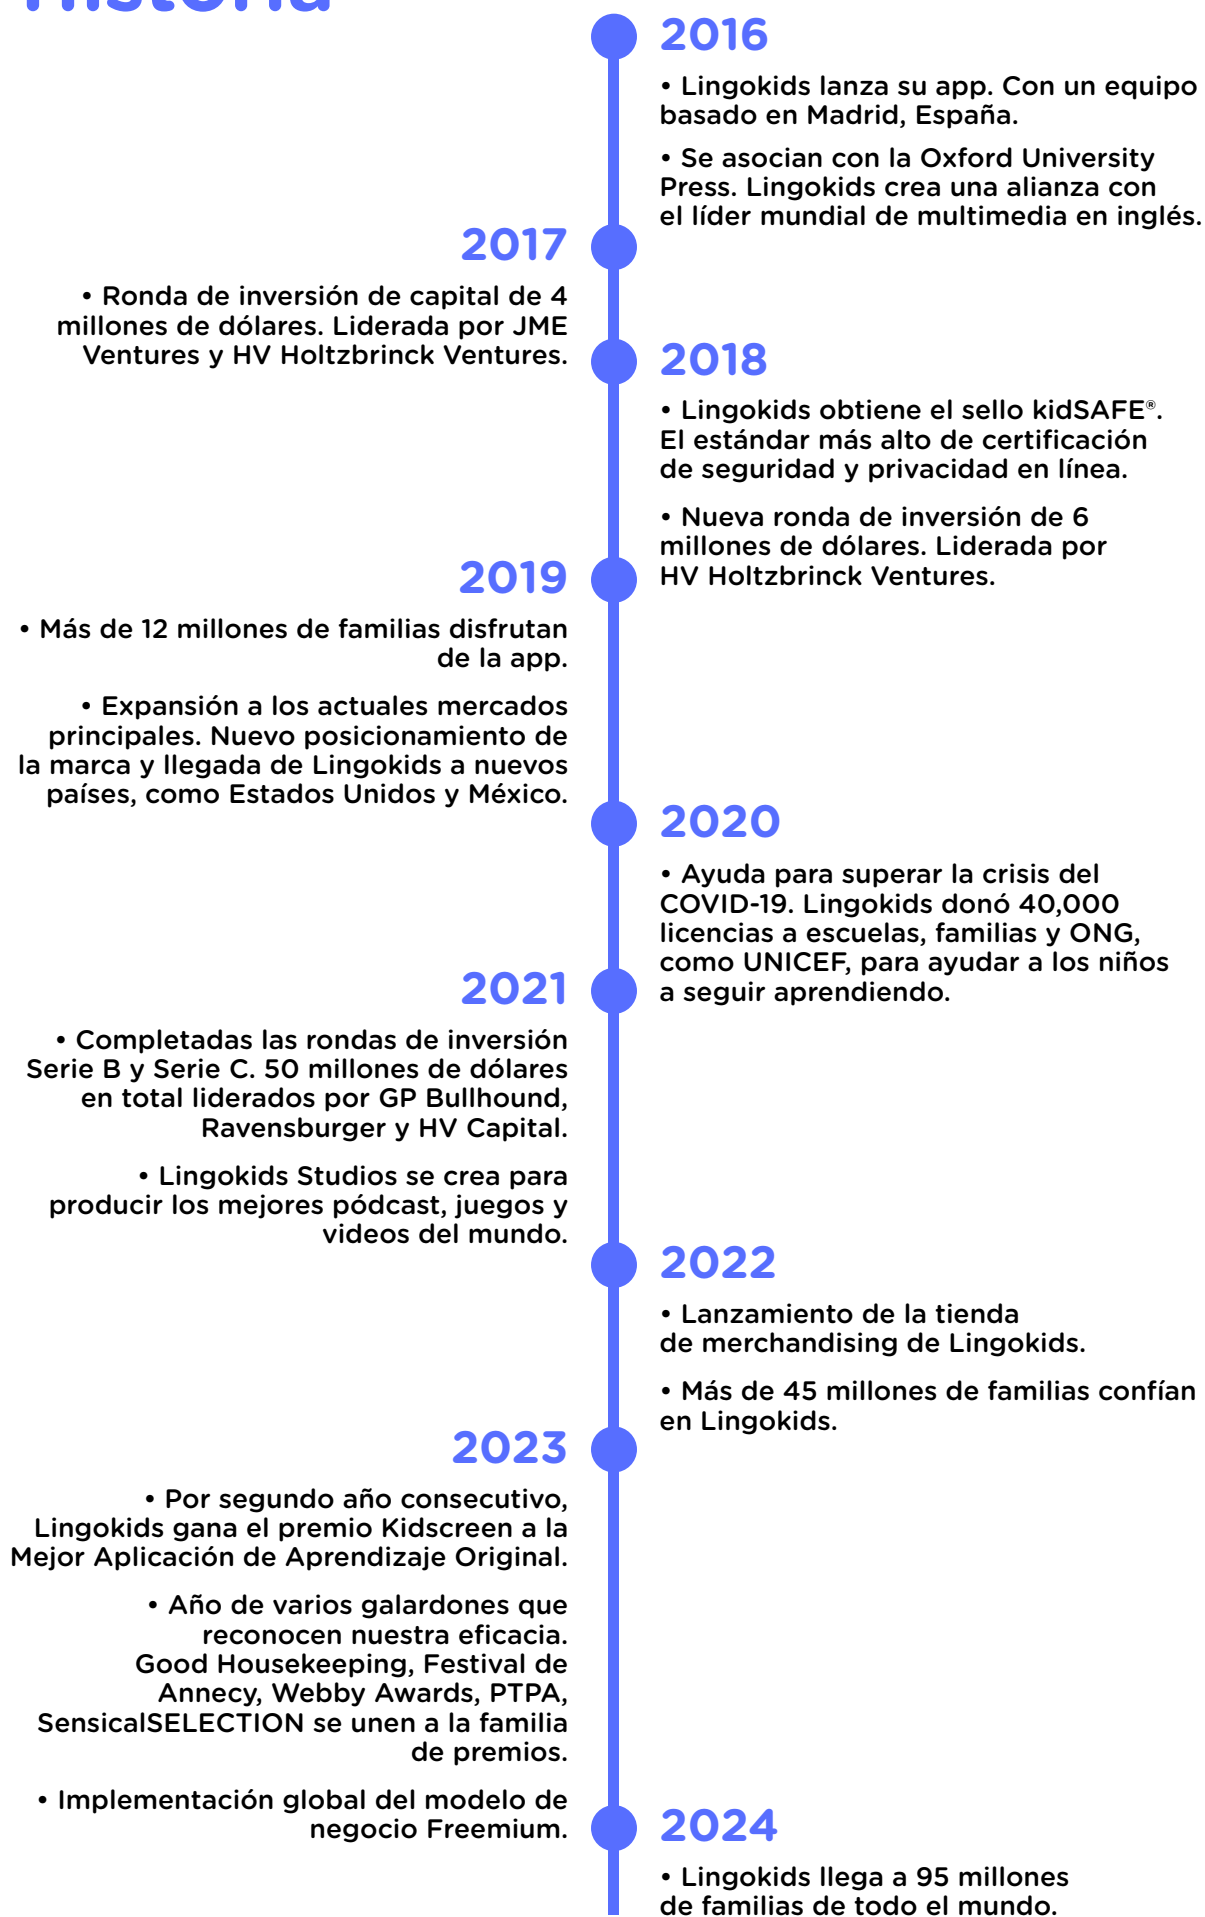 Historia
2016
• Lingokids lanza su app. Con un equipo
basado en Madrid, España.
• Se asocian con la Oxford University
Press. Lingokids crea una alianza con
el líder mundial de multimedia en inglés.
2017
• Ronda de inversión de capital de 4
millones de dólares. Liderada por JME
Ventures y HV Holtzbrinck Ventures.
2018
• Lingokids obtiene el sello kidSAFE®.
El estándar más alto de certificación
de seguridad y privacidad en línea.
• Nueva ronda de inversión de 6
millones de dólares. Liderada por
HV Holtzbrinck Ventures.
2019
• Más de 12 millones de familias disfrutan
de la app.
• Expansión a los actuales mercados
principales. Nuevo posicionamiento de
la marca y llegada de Lingokids a nuevos
países, como Estados Unidos y México.
2020
• Ayuda para superar la crisis del
COVID-19. Lingokids donó 40,000
licencias a escuelas, familias y ONG,
como UNICEF, para ayudar a los niños
a seguir aprendiendo.
2021
• Completadas las rondas de inversión
Serie B y Serie C. 50 millones de dólares
en total liderados por GP Bullhound,
Ravensburger y HV Capital.
• Lingokids Studios se crea para
producir los mejores pódcast, juegos y
videos del mundo.
2022
• Lanzamiento de la tienda
de merchandising de Lingokids.
• Más de 45 millones de familias confían
en Lingokids.
2023
• Por segundo año consecutivo,
Lingokids gana el premio Kidscreen a la
Mejor Aplicación de Aprendizaje Original.
• Año de varios galardones que
reconocen nuestra eficacia.
Good Housekeeping, Festival de
Annecy, Webby Awards, PTPA,
SensicalSELECTION se unen a la familia
de premios.
• Implementación global del modelo de
negocio Freemium.
2024
• Lingokids llega a 95 millones
de familias de todo el mundo.